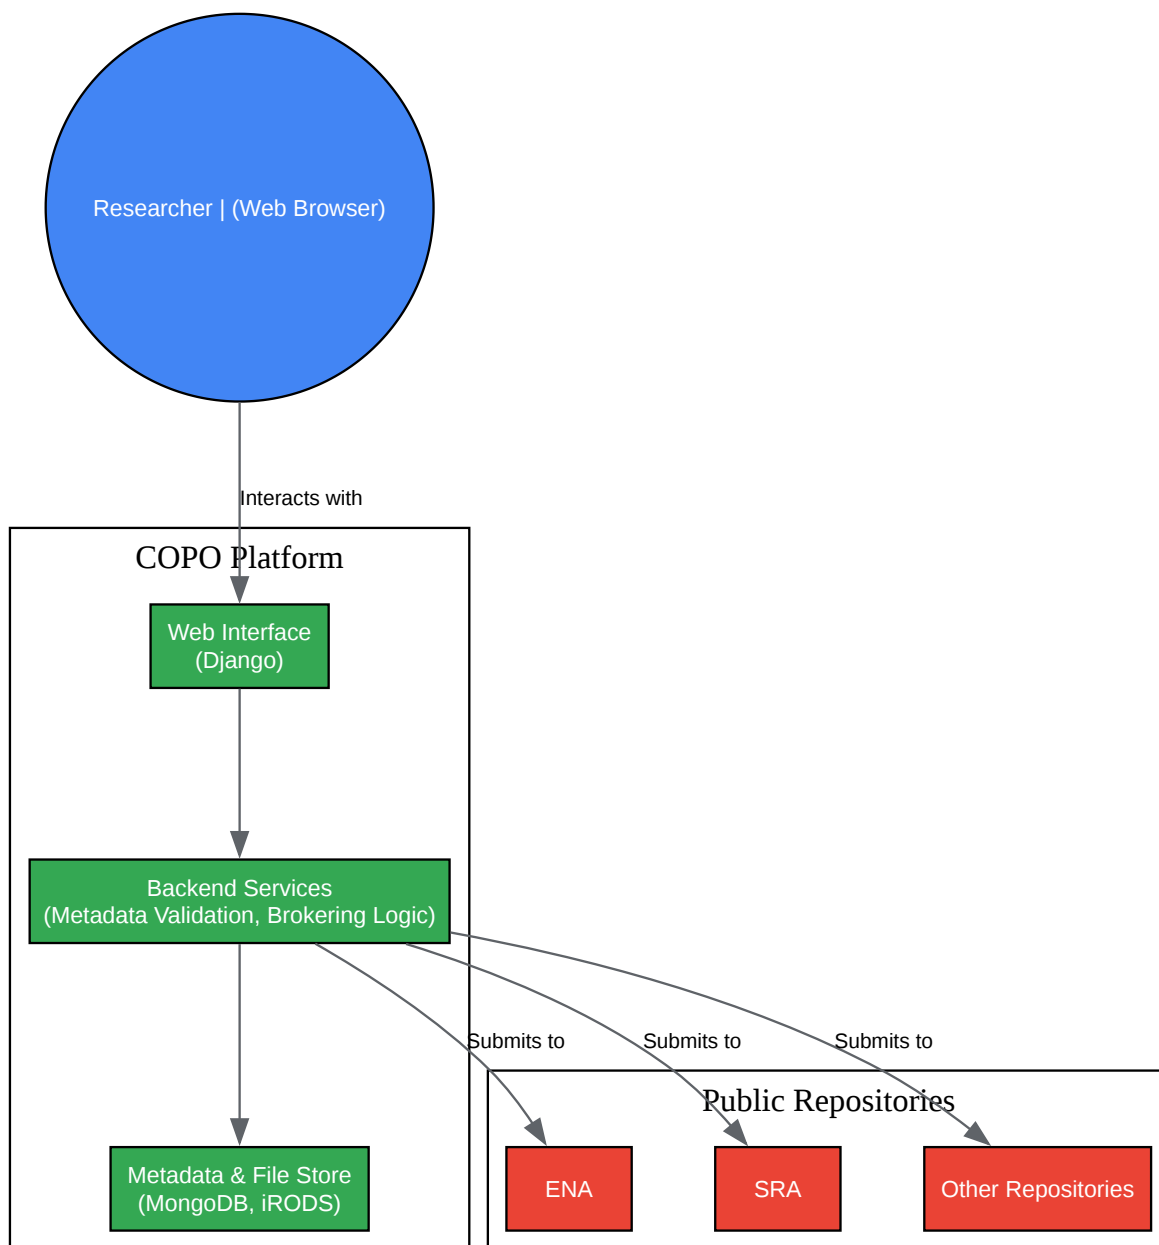 Researcher | (Web Browser)
Interacts with
COPO Platform
Web Interface
(Django)
Backend Services
(Metadata Validation, Brokering Logic)
Submits to
Submits to
Submits to
Public Repositories
Metadata & File Store
(MongoDB, iRODS)
ENA
SRA
Other Repositories